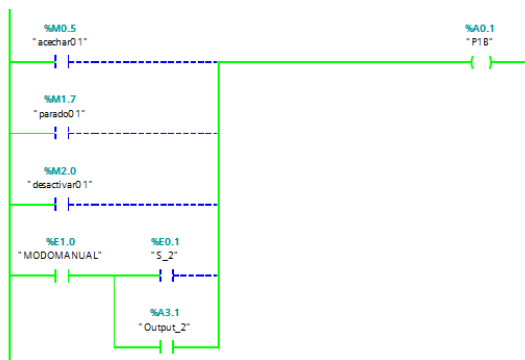 %M0.5
"acechar01"
%A0.1
"P1B"
%M1.7
"parado01"
%M2.0
"desactivar01"
%E1.0
"MODOMANUAL"
%E0.1
"S_2"
%A3.1
"Output_2"